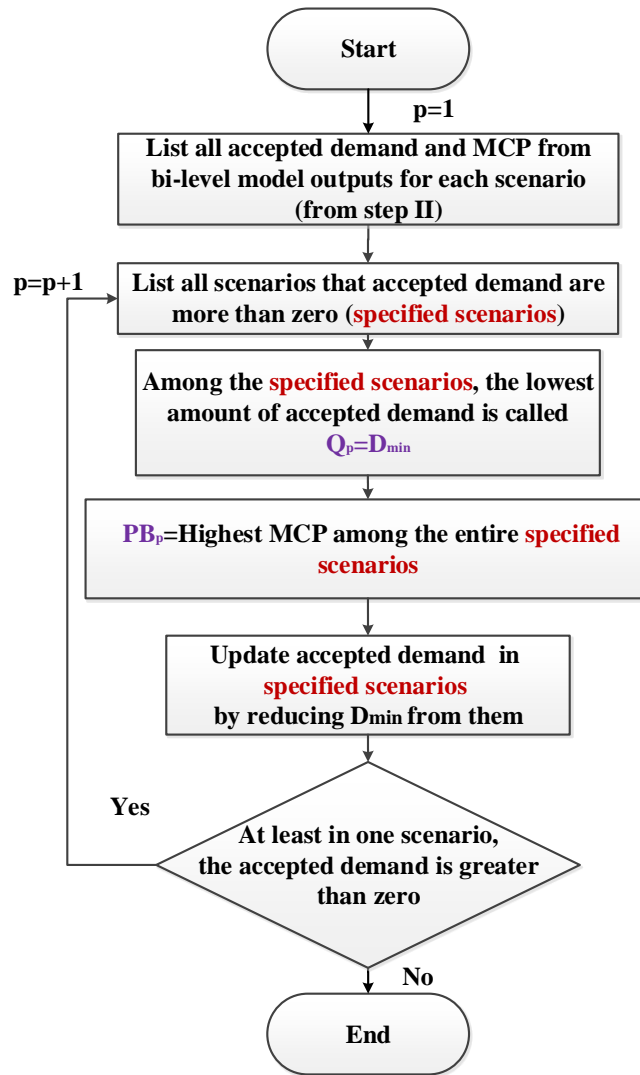 Start
p=1
List all accepted demand and MCP from
bi-level model outputs for each scenario
(from step II)
p=p+1
List all scenarios that accepted demand are
more than zero (specified scenarios)
Among the specified scenarios, the lowest
amount of accepted demand is called
Qp=Dmin
PBp=Highest MCP among the entire specified
scenarios
Update accepted demand in
specified scenarios
by reducing Dmin from them
Yes
At least in one scenario,
the accepted demand is greater
than zero
No
End